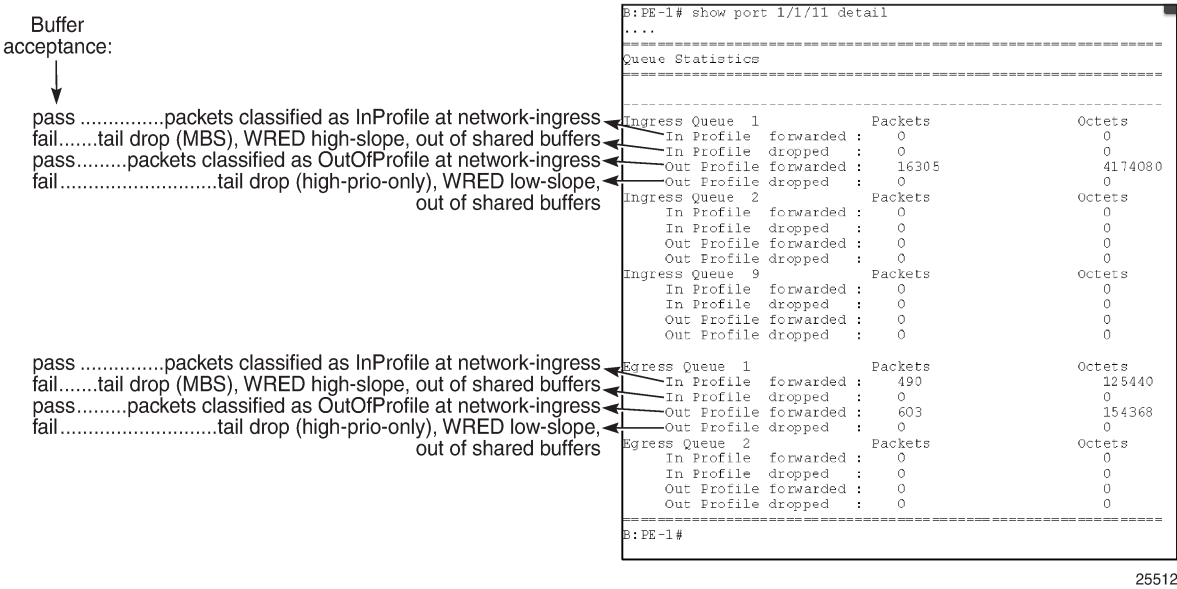 Buffer
acceptance:
pass ...............packets classified as InProfile at network-ingress
fail.......tail drop (MBS), WRED high-slope, out of shared buffers
pass.........packets classified as OutOfProfile at network-ingress
fail............................tail drop (high-prio-only), WRED low-slope,
out of shared buffers
pass ...............packets classified as InProfile at network-ingress
fail.......tail drop (MBS), WRED high-slope, out of shared buffers
pass.........packets classified as OutOfProfile at network-ingress
fail............................tail drop (high-prio-only), WRED low-slope,
out of shared buffers
B:PE-1# show port 1/1/11 detail
....
===============================================================
Queue Statistics
===============================================================
---------------------------------------------------------------
Ingress Queue 1 Packets Octets
In Profile forwarded : 0 0
In Profile dropped : 0 0
Out Profile forwarded : 16305 4174080
Out Profile dropped : 0 0
Ingress Queue 2 Packets Octets
In Profile forwarded : 0 0
In Profile dropped : 0 0
Out Profile forwarded : 0 0
Out Profile dropped : 0 0
Ingress Queue 9 Packets Octets
In Profile forwarded : 0 0
In Profile dropped : 0 0
Out Profile forwarded : 0 0
Out Profile dropped : 0 0
Egress Queue 1 Packets Octets
In Profile forwarded : 490 125440
In Profile dropped : 0 0
Out Profile forwarded : 603 154368
Out Profile dropped : 0 0
Egress Queue 2 Packets Octets
In Profile forwarded : 0 0
In Profile dropped : 0 0
Out Profile forwarded : 0 0
Out Profile dropped : 0 0
===============================================================
B:PE-1#
25512